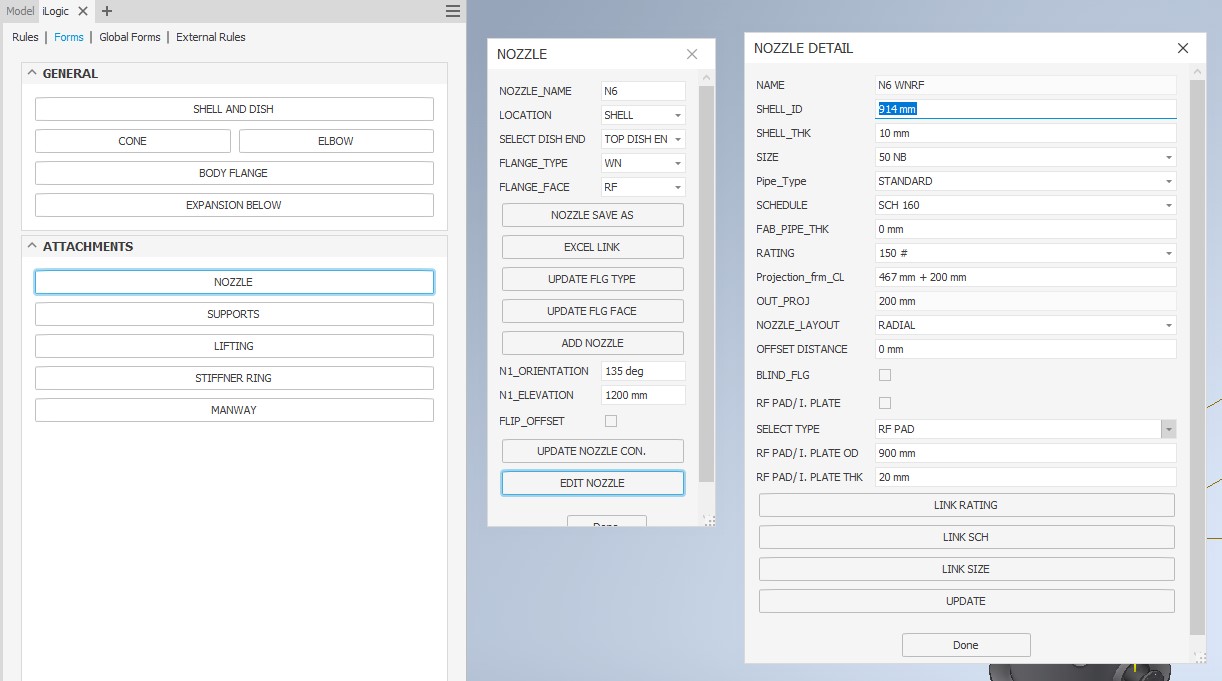 Model iLogic
Rules | Forms | Global Forms | External Rules
GENERAL
SHELL AND DISH
CONE ELBOW
BODY FLANGE
EXPANSION BELOW
ATTACHMENTS
NOZZLE
SUPPORTS
LIFTING
STIFFNER RING
MANWAY
NOZZLE
NOZZLE_NAME N6
LOCATION SHELL
SELECT DISH END TOP DISH EN
FLANGE_TYPE WN
FLANGE_FACE RF
NOZZLE SAVE AS
EXCEL LINK
UPDATE FLG TYPE
UPDATE FLG FACE
ADD NOZZLE
N1_ORIENTATION 135 deg
N1_ELEVATION 1200 mm
FLIP_OFFSET
UPDATE NOZZLE CON.
EDIT NOZZLE
Done
NOZZLE DETAIL
NAME N6 WNRF
SHELL_ID 914 mm
SHELL_THK 10 mm
SIZE 50 NB
Pipe_Type STANDARD
SCHEDULE SCH 160
FAB_PIPE_THK 0 mm
RATING 150 #
Projection_frm_CL 467 mm + 200 mm
OUT_PROJ 200 mm
NOZZLE_LAYOUT RADIAL
OFFSET DISTANCE 0 mm
BLIND_FLG
RF PAD/ I. PLATE
SELECT TYPE RF PAD
RF PAD/ I. PLATE OD 900 mm
RF PAD/ I. PLATE THK 20 mm
LINK RATING
LINK SCH
LINK SIZE
UPDATE
Done